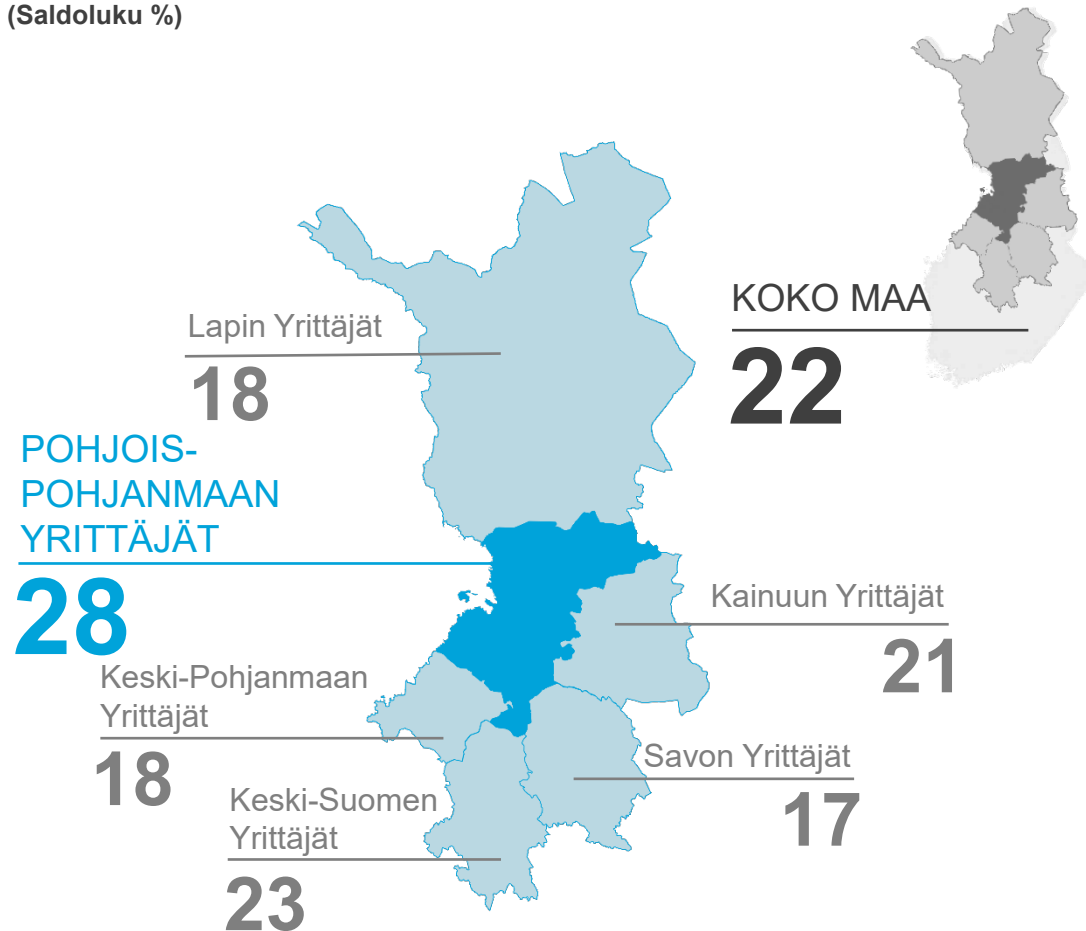 (Saldoluku %)
KOKO MAA
22
Lapin Yrittäjät
18
POHJOIS-
POHJANMAAN
YRITTÄJÄT
28
Kainuun Yrittäjät
21
Keski-Pohjanmaan
Yrittäjät
18
Savon Yrittäjät
17
Keski-Suomen
Yrittäjät
23